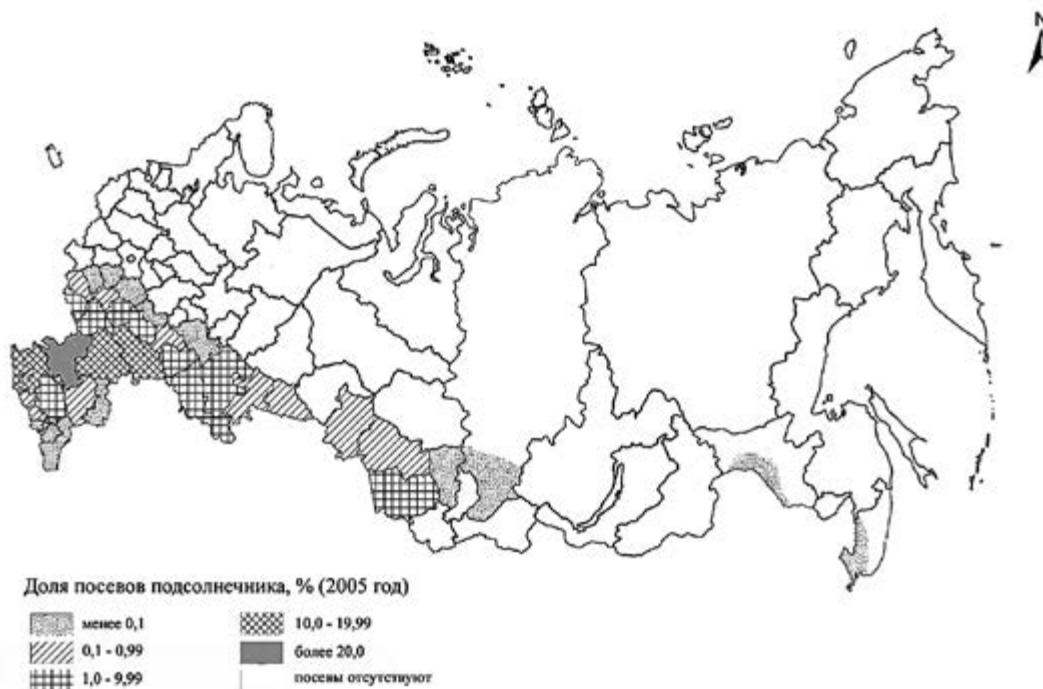 N
Доля посевов подсолнечника, % (2005 год)
менее 0,1
0,1 - 0,99
1,0 - 9,99
10,0 - 19,99
более 20,0
посевы отсутствуют